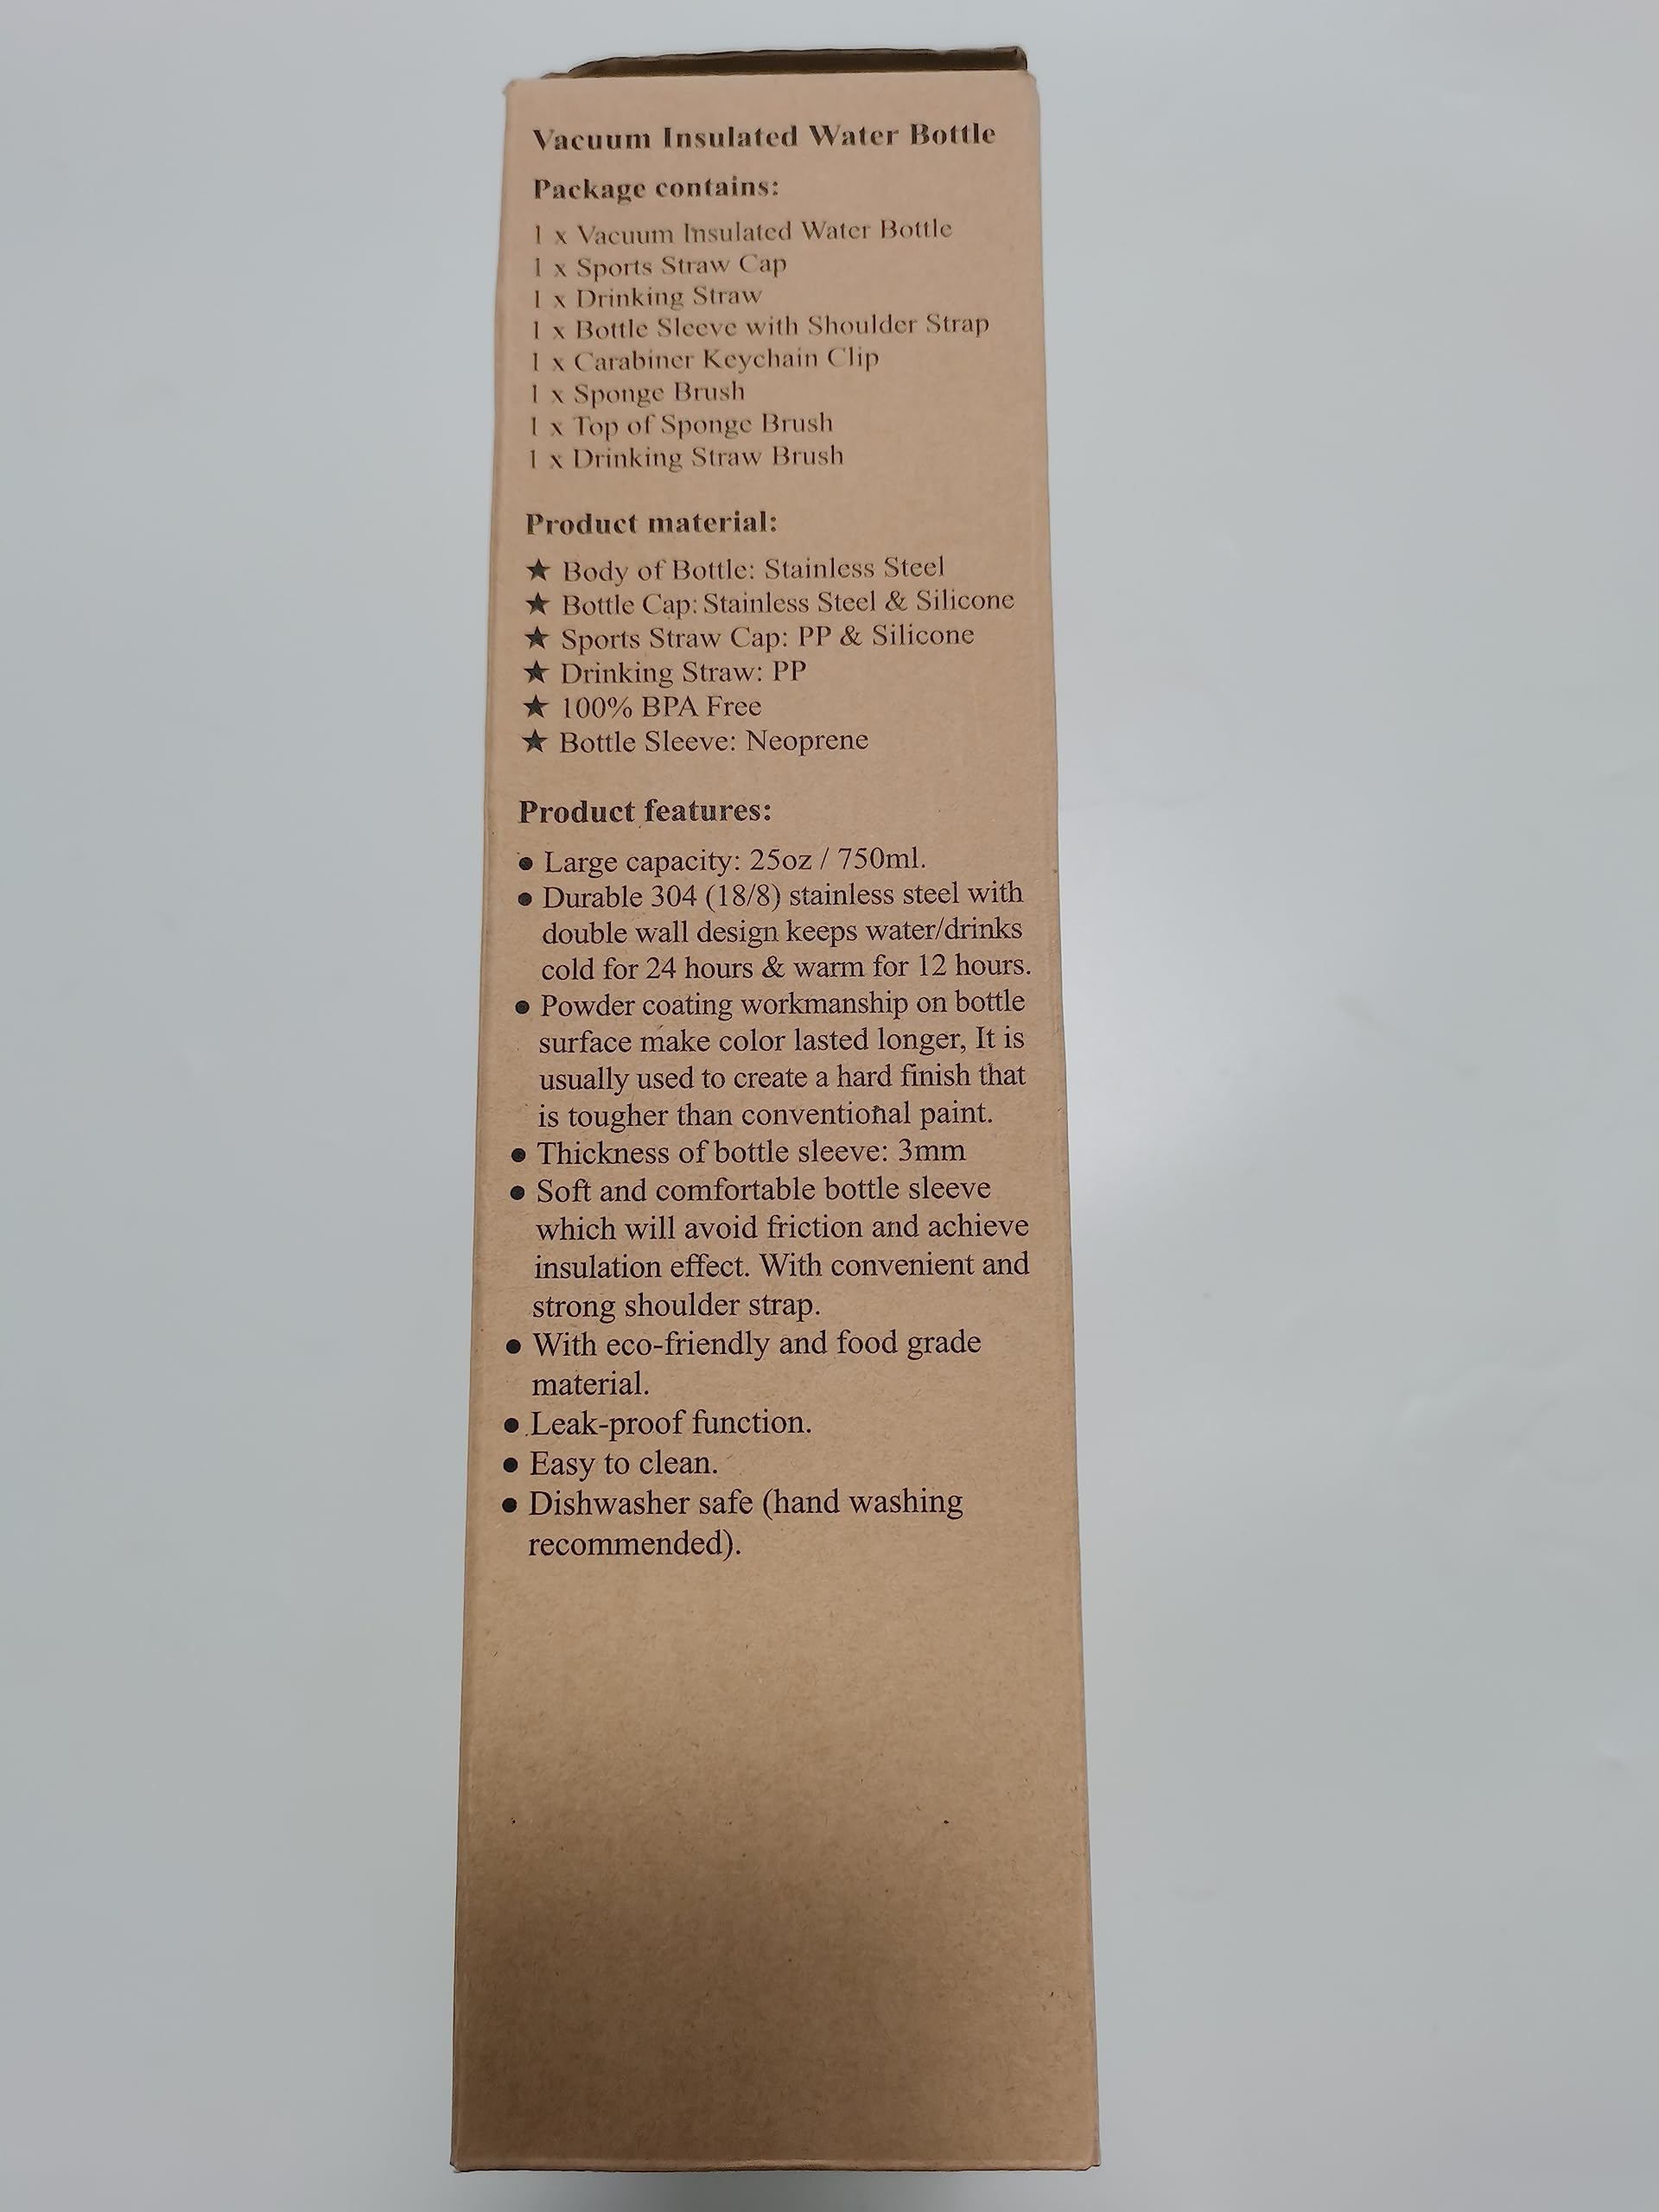 Vacuum Insulated Water Bottle
Package contains:
1 x Vacuum Insulated Water Bottle
1 x Sports Straw Cap
1 x Drinking Straw
1 x Bottle Sleeve with Shoulder Strap
1 x Carabiner Keychain Clip
1 x Sponge Brush
1 x Top of Sponge Brush
1 x Drinking Straw Brush
Product material:
★ Body of Bottle: Stainless Steel
★ Bottle Cap: Stainless Steel & Silicone
★ Sports Straw Cap: PP & Silicone
★ Drinking Straw: PP
★ 100% BPA Free
★ Bottle Sleeve: Neoprene
Product features:
● Large capacity: 25oz / 750ml.
● Durable 304 (18/8) stainless steel with
double wall design keeps water/drinks
cold for 24 hours & warm for 12 hours.
● Powder coating workmanship on bottle
surface make color lasted longer, It is
usually used to create a hard finish that
is tougher than conventional paint.
● Thickness of bottle sleeve: 3mm
● Soft and comfortable bottle sleeve
which will avoid friction and achieve
insulation effect. With convenient and
strong shoulder strap.
● With eco-friendly and food grade
material.
● Leak-proof function.
● Easy to clean.
● Dishwasher safe (hand washing
recommended).